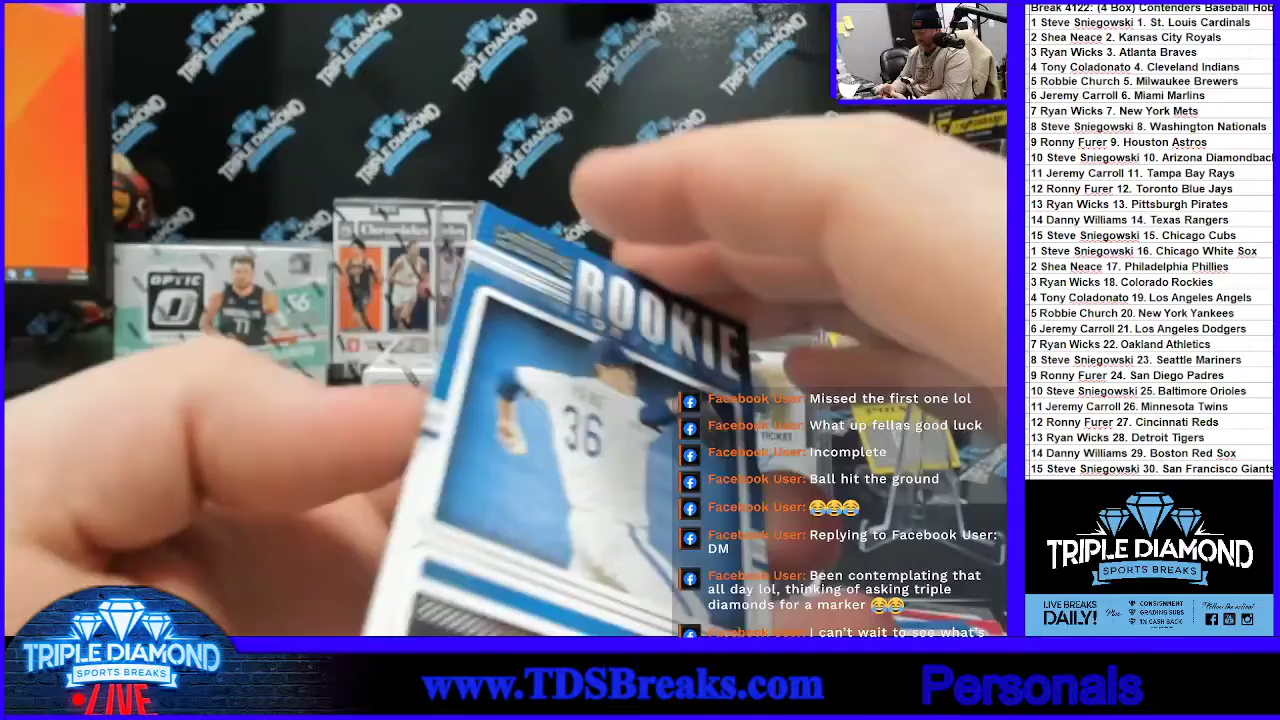 Break 4122: (4 Box) Contenders Baseball Hob
1 Steve Sniegowski 1. St. Louis Cardinals
2 Shea Neace 2. Kansas City Royals
3 Ryan Wicks 3. Atlanta Braves
4 Tony Coladonato 4. Cleveland Indians
5 Robbie Church 5. Milwaukee Brewers
6 Jeremy Carroll 6. Miami Marlins
7 Ryan Wicks 7. New York Mets
8 Steve Sniegowski 8. Washington Nationals
9 Ronny Furer 9. Houston Astros
10 Steve Sniegowski 10. Arizona Diamondbac
11 Jeremy Carroll 11. Tampa Bay Rays
12 Ronny Furer 12. Toronto Blue Jays
13 Ryan Wicks 13. Pittsburgh Pirates
14 Danny Williams 14. Texas Rangers
15 Steve Sniegowski 15. Chicago Cubs
1 Steve Sniegowski 16. Chicago White Sox
2 Shea Neace 17. Philadelphia Phillies
3 Ryan Wicks 18. Colorado Rockies
4 Tony Coladonato 19. Los Angeles Angels
5 Robbie Church 20. New York Yankees
6 Jeremy Carroll 21. Los Angeles Dodgers
7 Ryan Wicks 22. Oakland Athletics
8 Steve Sniegowski 23. Seattle Mariners
9 Ronny Furer 24. San Diego Padres
10 Steve Sniegowski 25. Baltimore Orioles
11 Jeremy Carroll 26. Minnesota Twins
12 Ronny Furer 27. Cincinnati Reds
13 Ryan Wicks 28. Detroit Tigers
14 Danny Williams 29. Boston Red Sox
15 Steve Sniegowski 30. San Francisco Giants
TRIPLE DIAMOND
SPORTS BREAKS
Chronicles
OPTIC
11
ROOKIE
36
TICKET
Facebook User: Missed the first one lol
Facebook User: What up fellas good luck
Facebook User: Incomplete
Facebook User: Ball hit the ground
Facebook User: 😂😂😂
Facebook User: Replying to Facebook User:
DM
Facebook User: Been contemplating that
all day lol, thinking of asking triple
diamonds for a marker 😂😂
Facebook User: I can't wait to see what's
TRIPLE DIAMOND
SPORTS BREAKS
LIVE BREAKS
DAILY!
Plus
CONSIGNMENT
GRADING SUBS
1% CASH BACK
TRIPLE DIAMOND
SPORTS BREAKS
LIVE
www.TDSBreaks.com
Personals